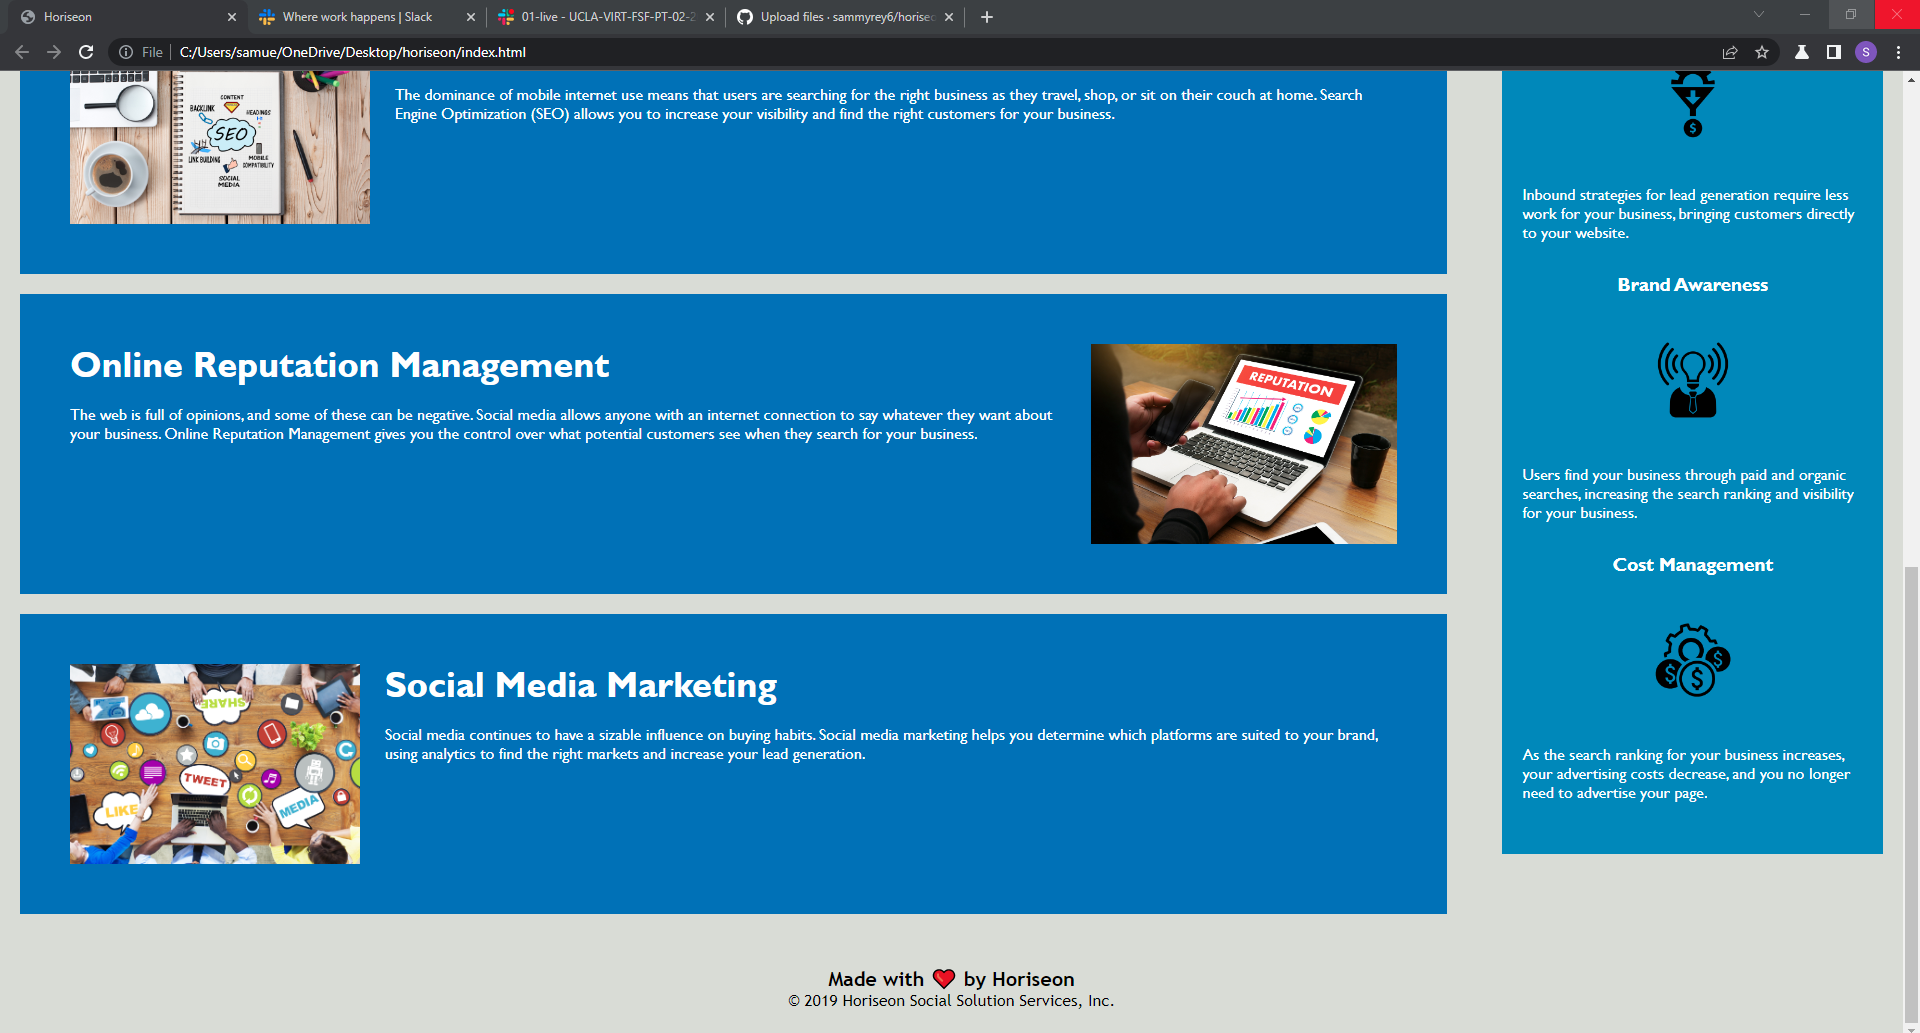 Horiseon
Where work happens | Slack
01-live - UCLA-VIRT-FSF-PT-02-2
Upload files · sammyrey6/horiseo
File
C:/Users/samue/OneDrive/Desktop/horiseon/index.html
S
CONTENT
BACKLINK
HEADINGS
SEO
LINK BUILDING
MOBILE
COMPATIBILITY
SOCIAL
MEDIA
The dominance of mobile internet use means that users are searching for the right business as they travel, shop, or sit on their couch at home. Search
Engine Optimization (SEO) allows you to increase your visibility and find the right customers for your business.
$
Inbound strategies for lead generation require less
work for your business, bringing customers directly
to your website.
Brand Awareness
Online Reputation Management
The web is full of opinions, and some of these can be negative. Social media allows anyone with an internet connection to say whatever they want about
your business. Online Reputation Management gives you the control over what potential customers see when they search for your business.
REPUTATION
Users find your business through paid and organic
searches, increasing the search ranking and visibility
for your business.
Cost Management
$ $ $
Social Media Marketing
Social media continues to have a sizable influence on buying habits. Social media marketing helps you determine which platforms are suited to your brand,
using analytics to find the right markets and increase your lead generation.
SHARE
TWEET
LIKE
MEDIA
As the search ranking for your business increases,
your advertising costs decrease, and you no longer
need to advertise your page.
Made with ❤️ by Horiseon
© 2019 Horiseon Social Solution Services, Inc.